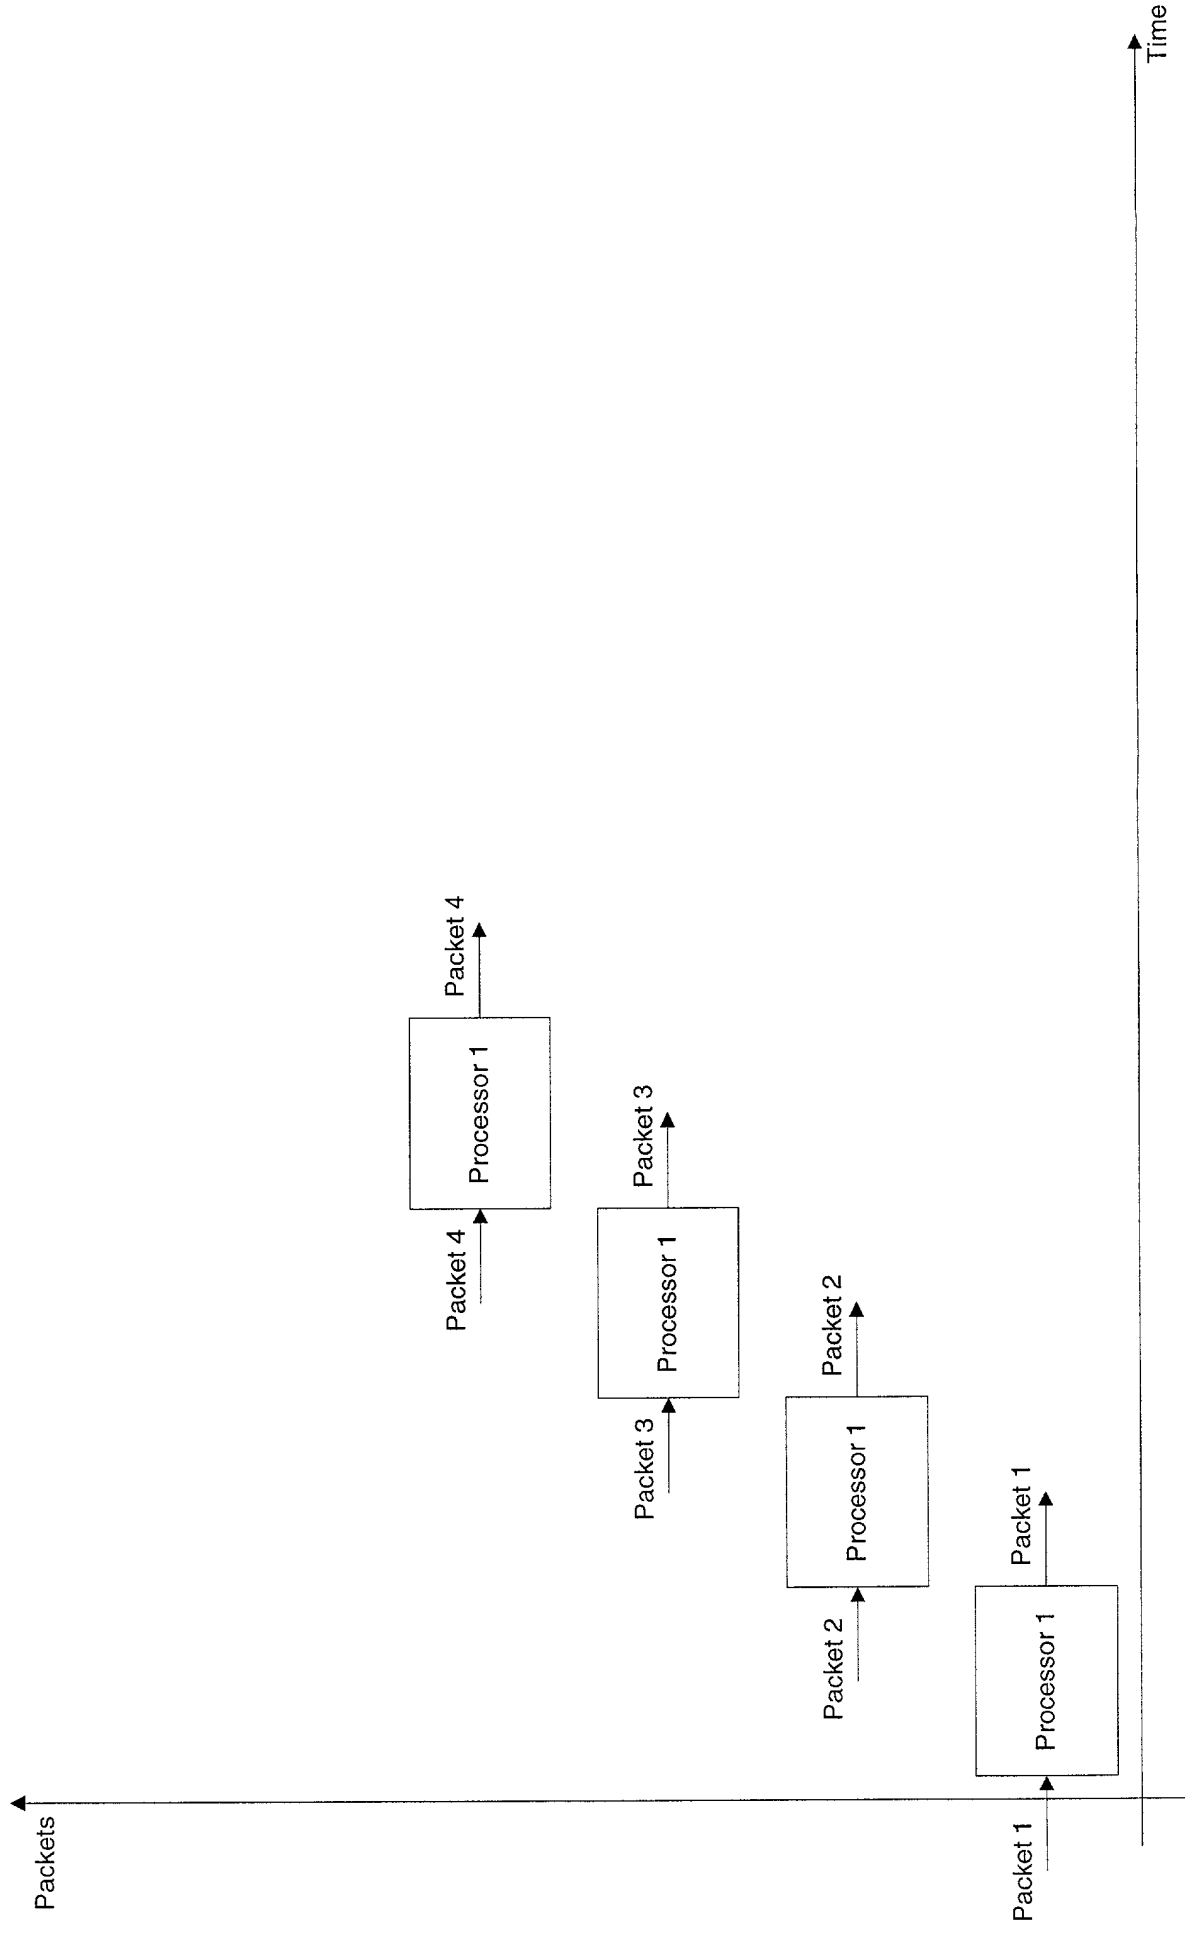 Packets
Packet 4
Processor 1
Packet 4
Packet 3
Processor 1
Packet 3
Packet 2
Processor 1
Packet 2
Packet 1
Processor 1
Packet 1
Time